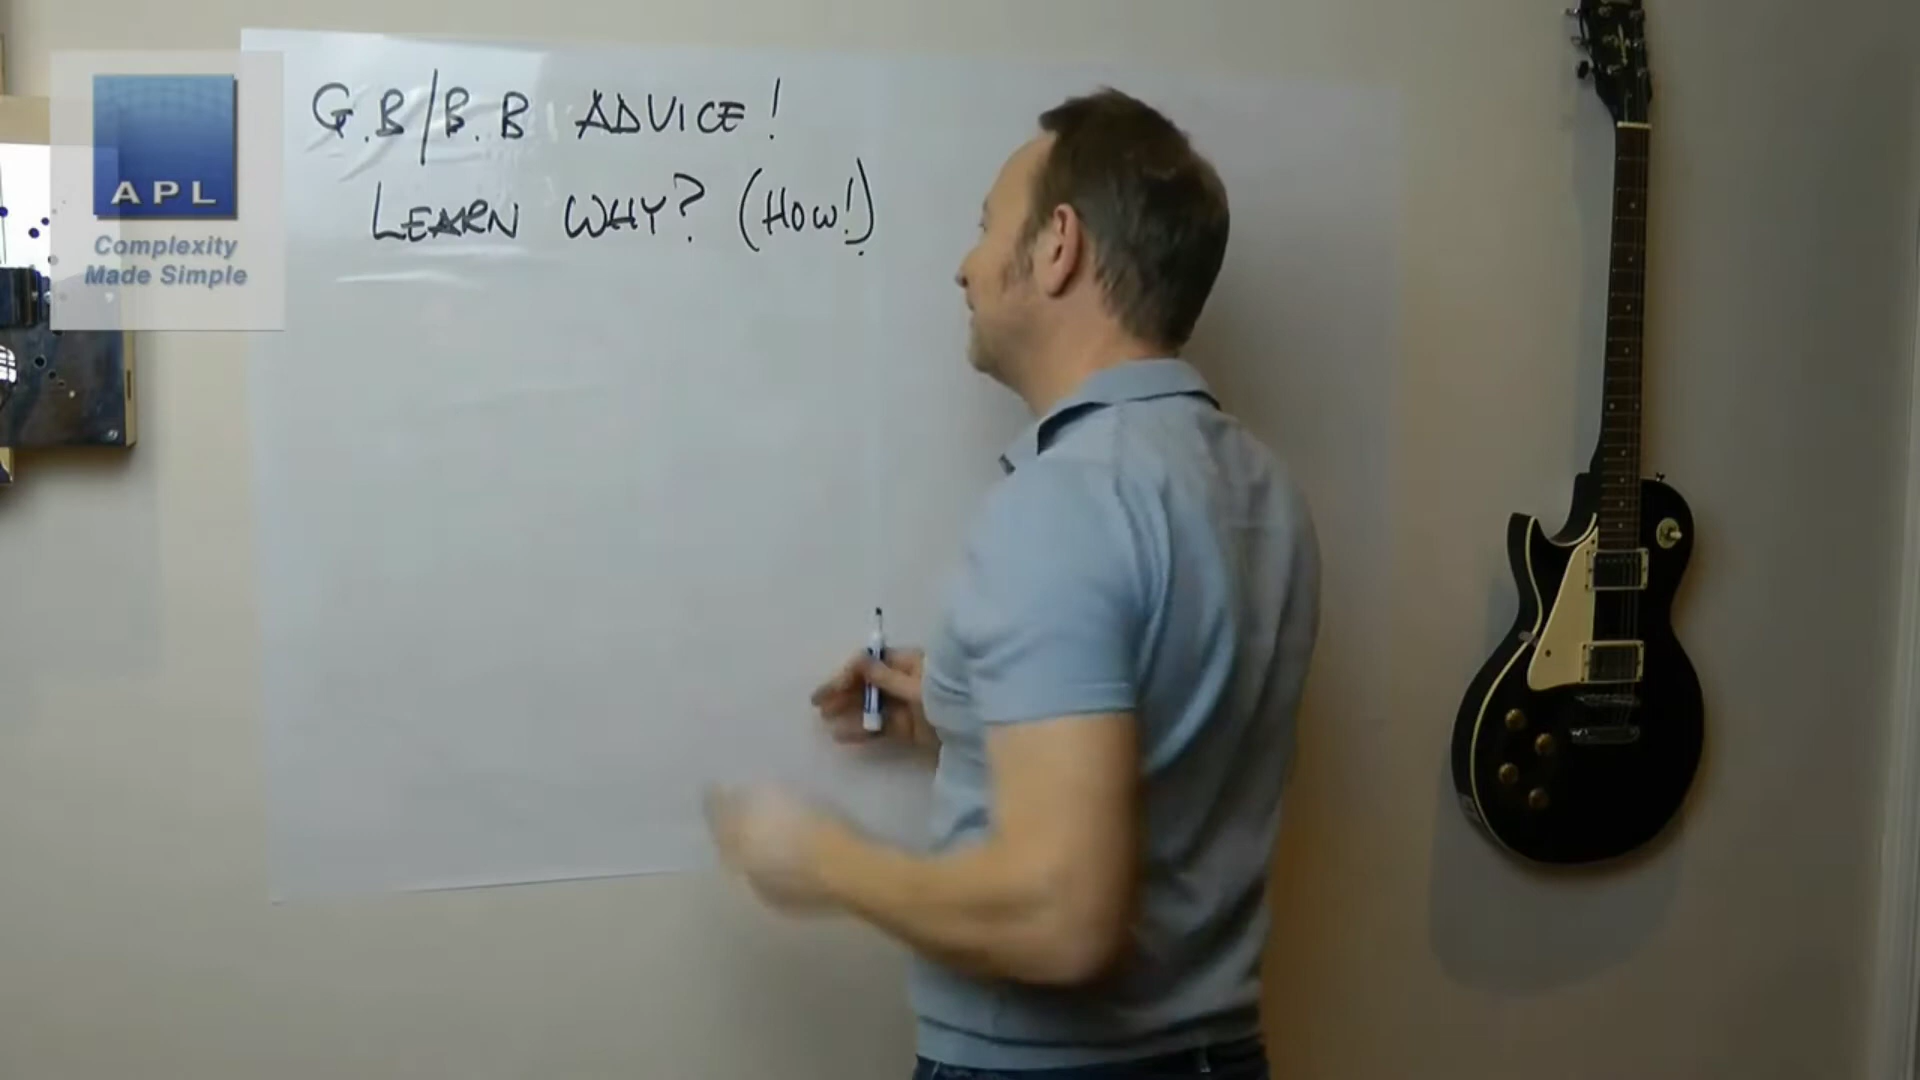 G.B/B.B ADVICE!
LEARN WHY? (HOW!)
APL
Complexity
Made Simple